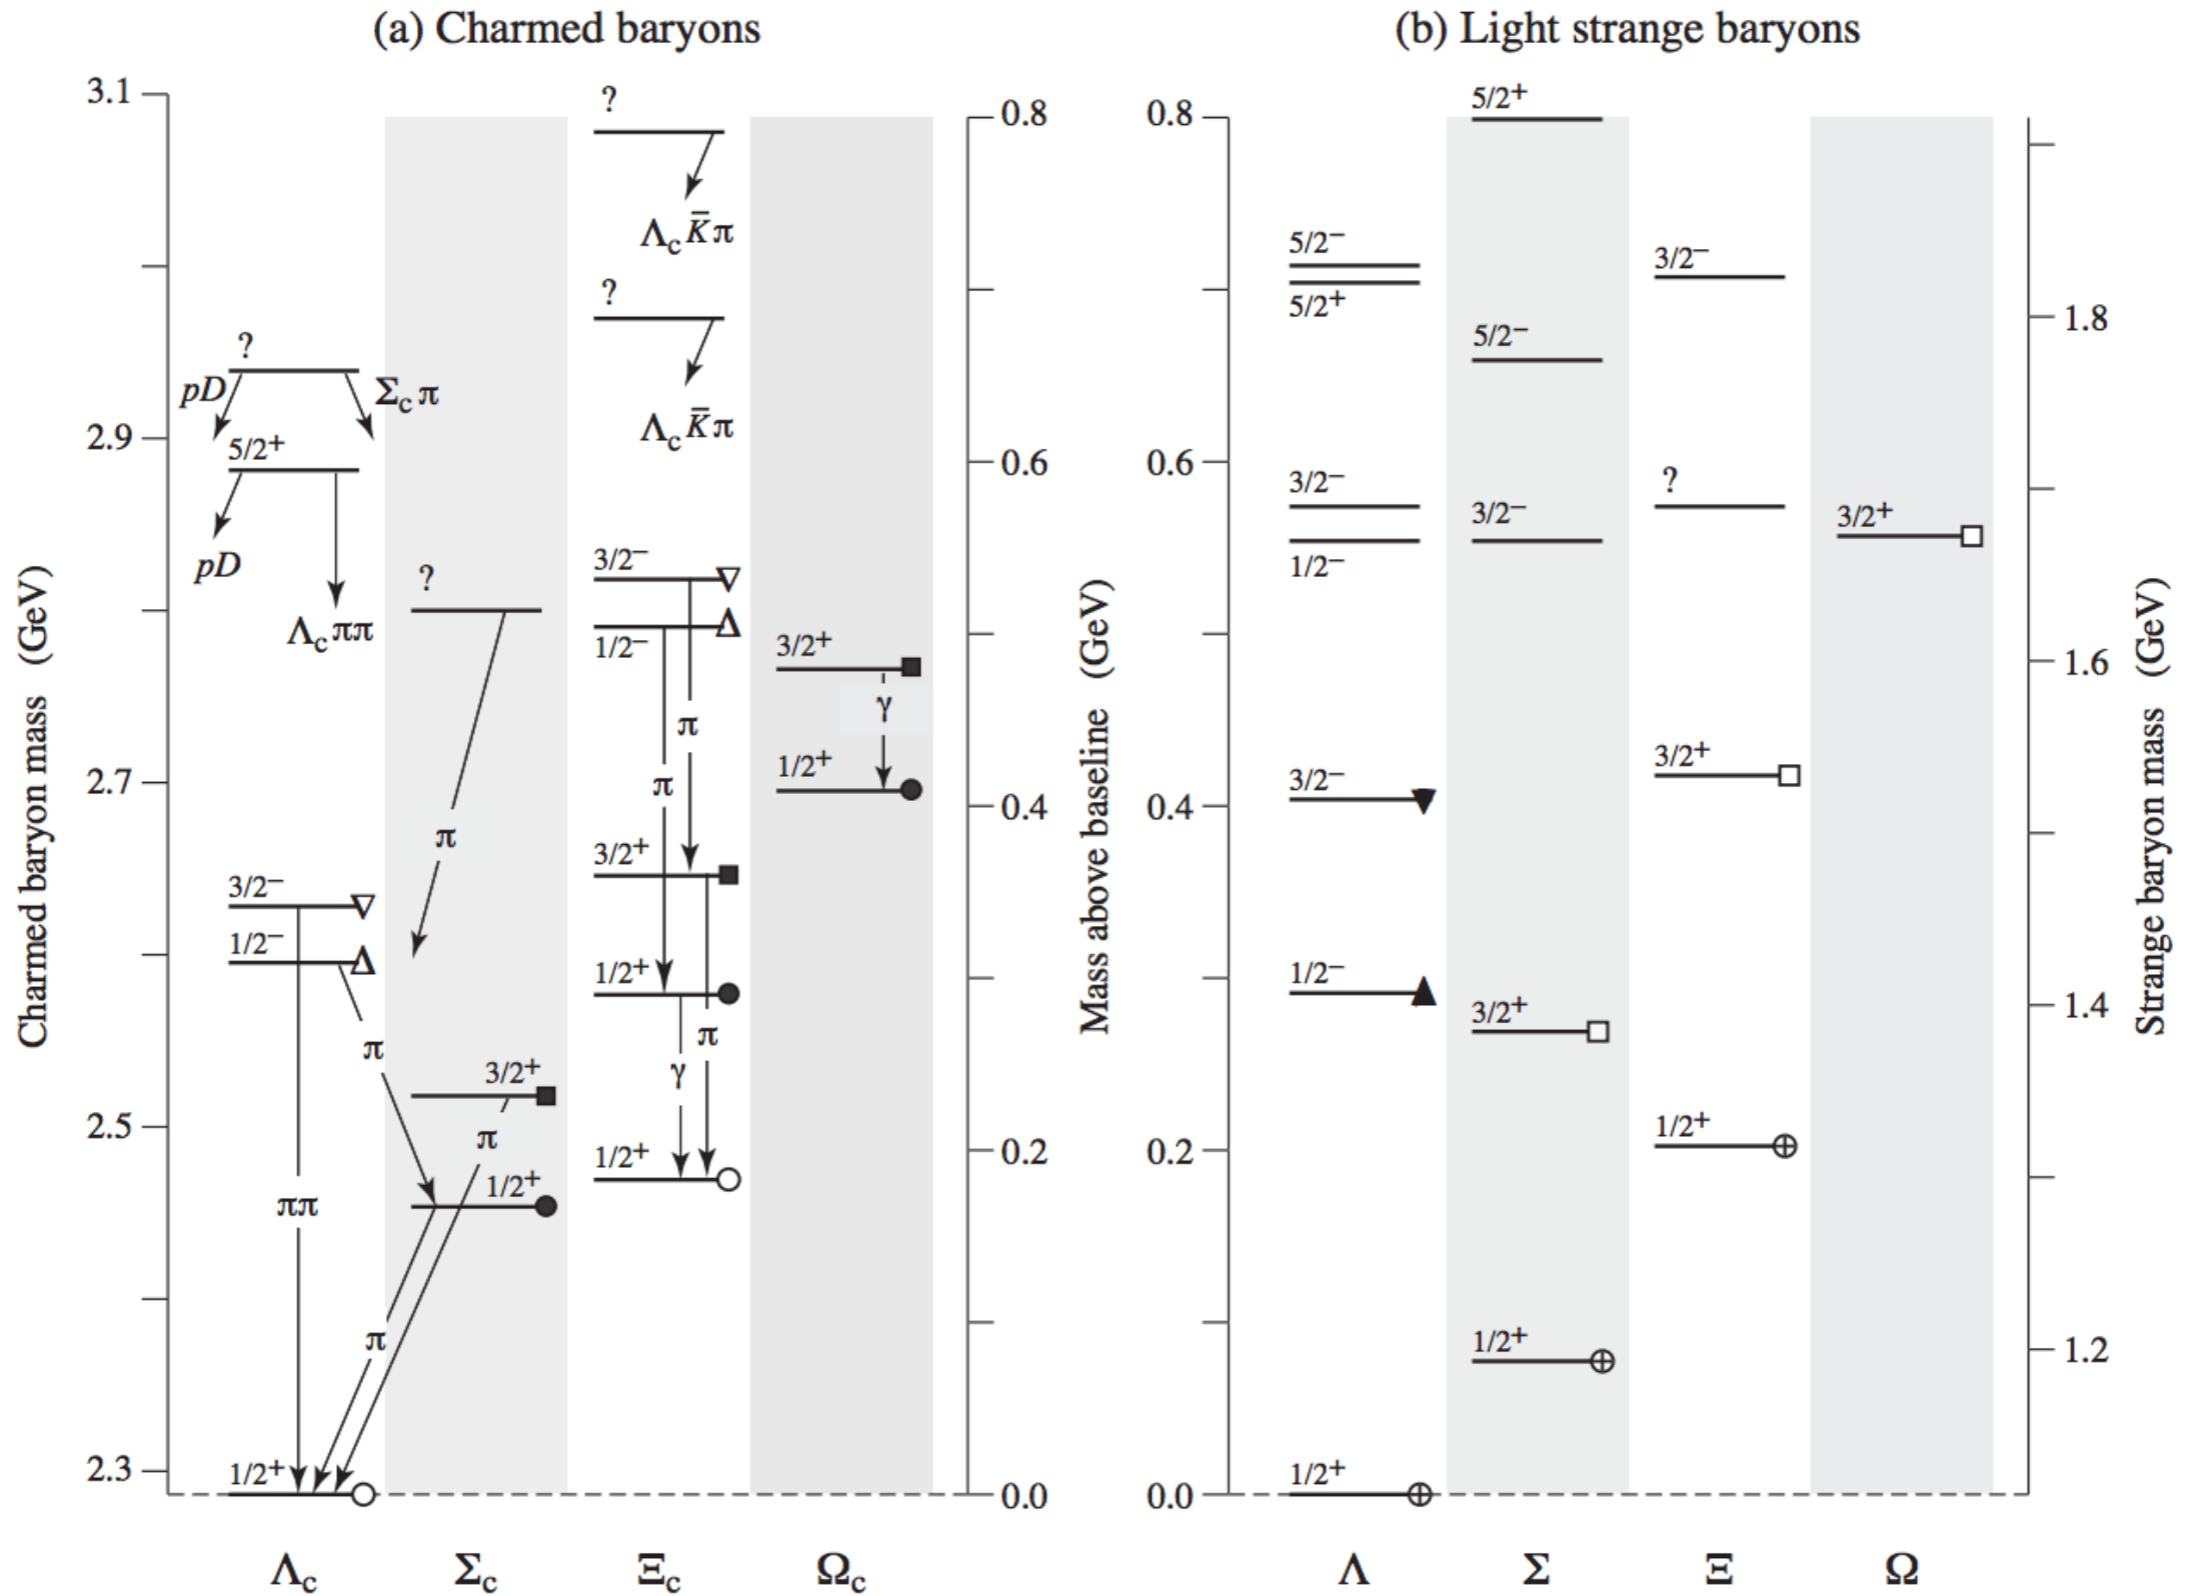 (a) Charmed baryons
(b) Light strange baryons
Charmed baryon mass (GeV)
3.1
2.9
2.7
2.5
2.3
?
pD
Σc π
5/2+
pD
Λc ππ
3/2−
1/2−
π
ππ
1/2+
Λc
?
π
3/2+
π
1/2+
π
Σc
?
Λc K̅ π
?
Λc K̅ π
3/2−
1/2−
π
π
3/2+
1/2+
π
γ
1/2+
Ξc
3/2+
γ
1/2+
Ωc
0.8
0.6
0.4
0.2
0.0
Mass above baseline (GeV)
0.8
0.6
0.4
0.2
0.0
5/2−
5/2+
3/2−
1/2−
3/2−
1/2−
1/2+
Λ
5/2+
5/2−
3/2−
3/2+
1/2+
Σ
3/2−
?
3/2+
1/2+
Ξ
3/2+
Ω
1.8
1.6
1.4
1.2
Strange baryon mass (GeV)